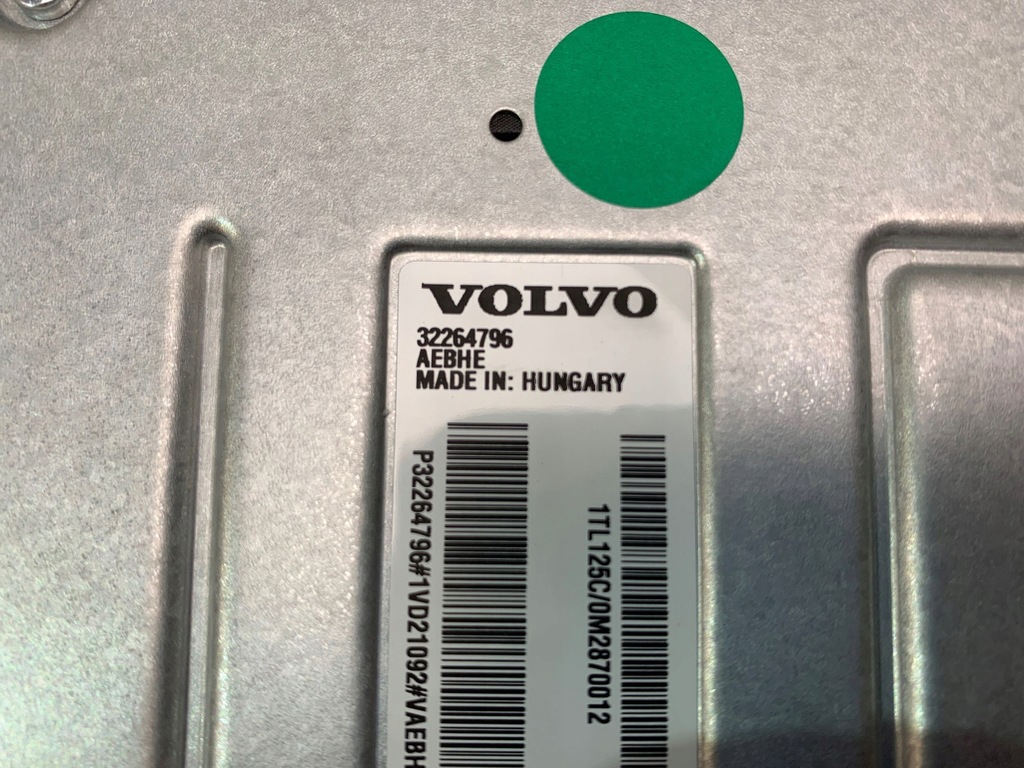 VOLVO
32264796
AEBHE
MADE IN: HUNGARY
P32264796#1VD21092#VAEBH
1TL125C/0M2870012